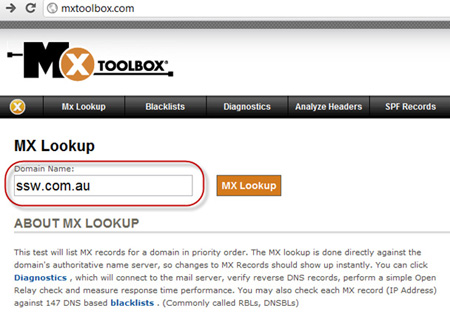 mxtoolbox.com
MX TOOLBOX®
X Mx Lookup Blacklists Diagnostics Analyze Headers SPF Records
MX Lookup
Domain Name:
ssw.com.au MX Lookup
ABOUT MX LOOKUP
This test will list MX records for a domain in priority order. The MX lookup is done directly against the
domain's authoritative name server, so changes to MX Records should show up instantly. You can click
Diagnostics , which will connect to the mail server, verify reverse DNS records, perform a simple Open
Relay check and measure response time performance. You may also check each MX record (IP Address)
against 147 DNS based blacklists . (Commonly called RBLs, DNSBLs)